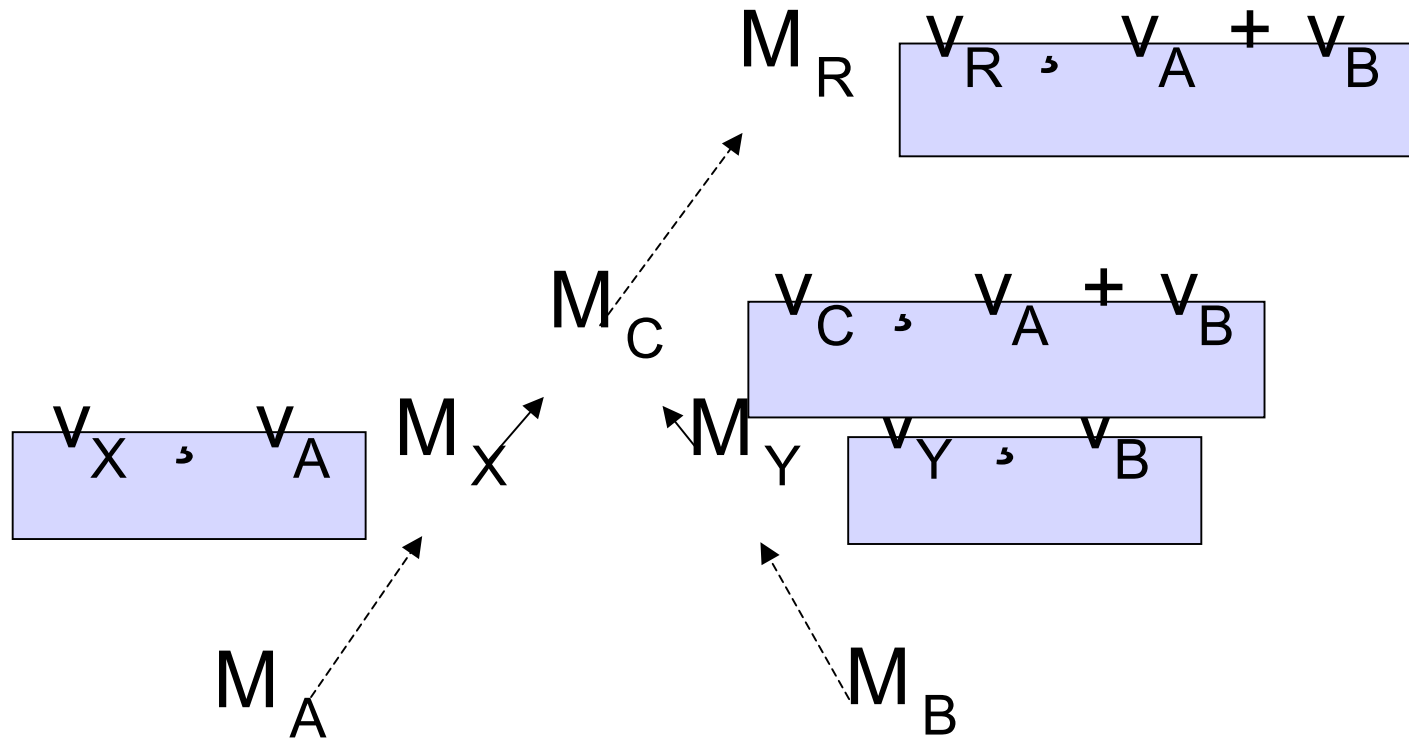 M_R v_R ¸ v_A + v_B
M_C v_C ¸ v_A + v_B
v_X ¸ v_A M_X M_Y v_Y ¸ v_B
M_A M_B